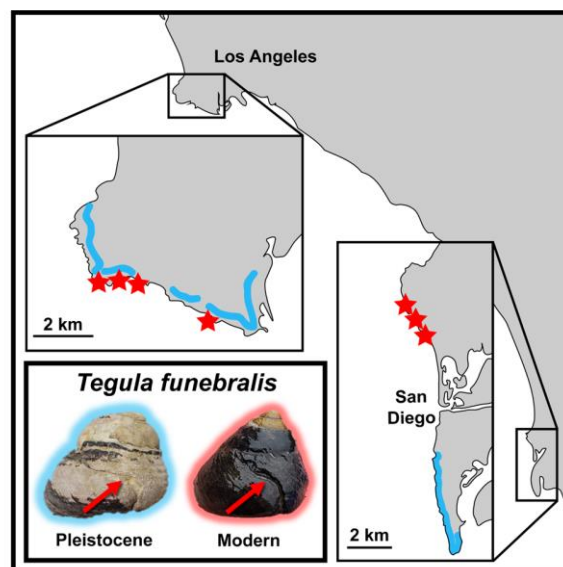 Los Angeles
2 km
San
Diego
2 km
Tegula funebralis
Pleistocene
Modern